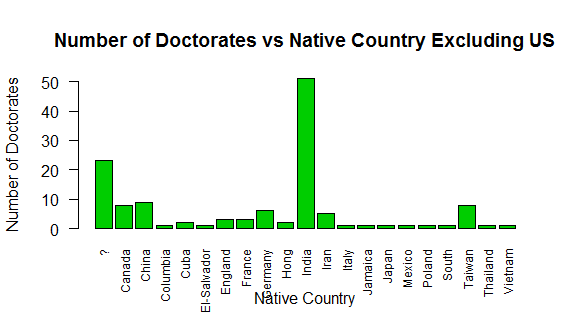 Number of Doctorates vs Native Country Excluding US
Number of Doctorates
50
40
30
20
10
0
?
Canada
China
Columbia
Cuba
El-Salvador
England
France
Germany
Hong
India
Iran
Italy
Jamaica
Japan
Mexico
Poland
South
Taiwan
Thailand
Vietnam
Native Country